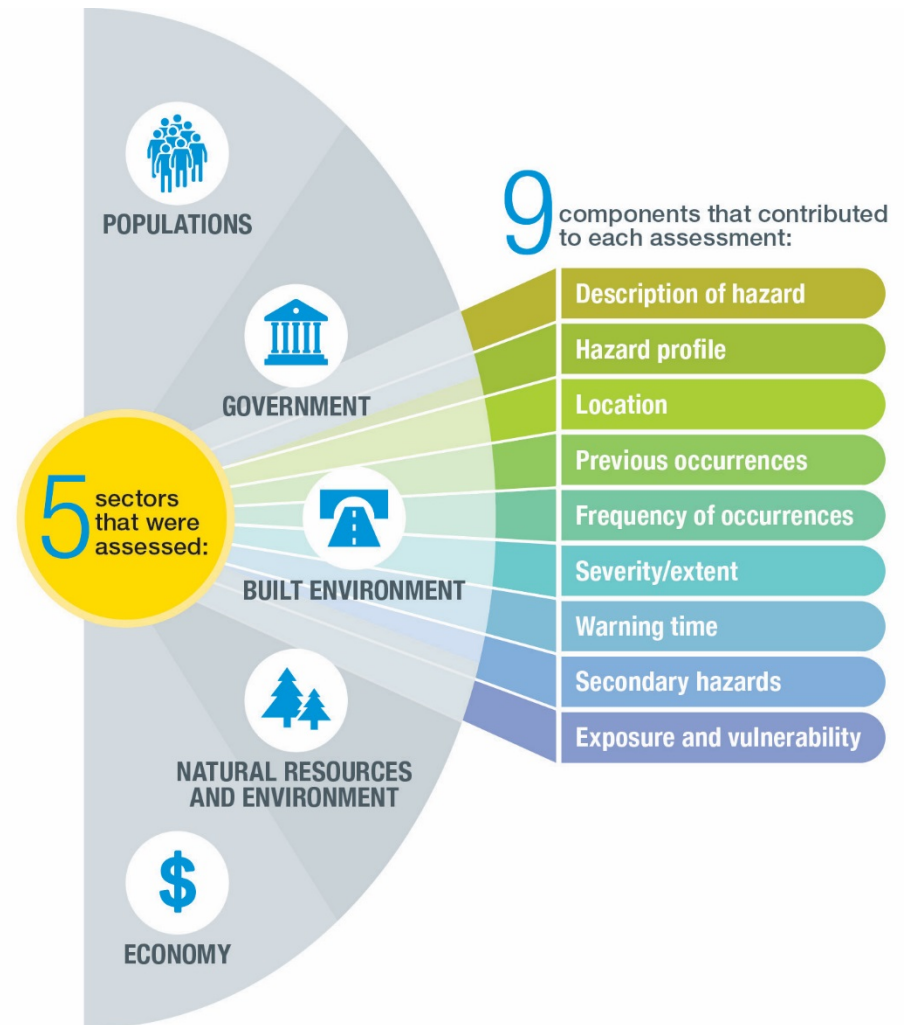 5 sectors
that were
assessed:
POPULATIONS
GOVERNMENT
BUILT ENVIRONMENT
NATURAL RESOURCES
AND ENVIRONMENT
$
ECONOMY
9 components that contributed
to each assessment:
Description of hazard
Hazard profile
Location
Previous occurrences
Frequency of occurrences
Severity/extent
Warning time
Secondary hazards
Exposure and vulnerability